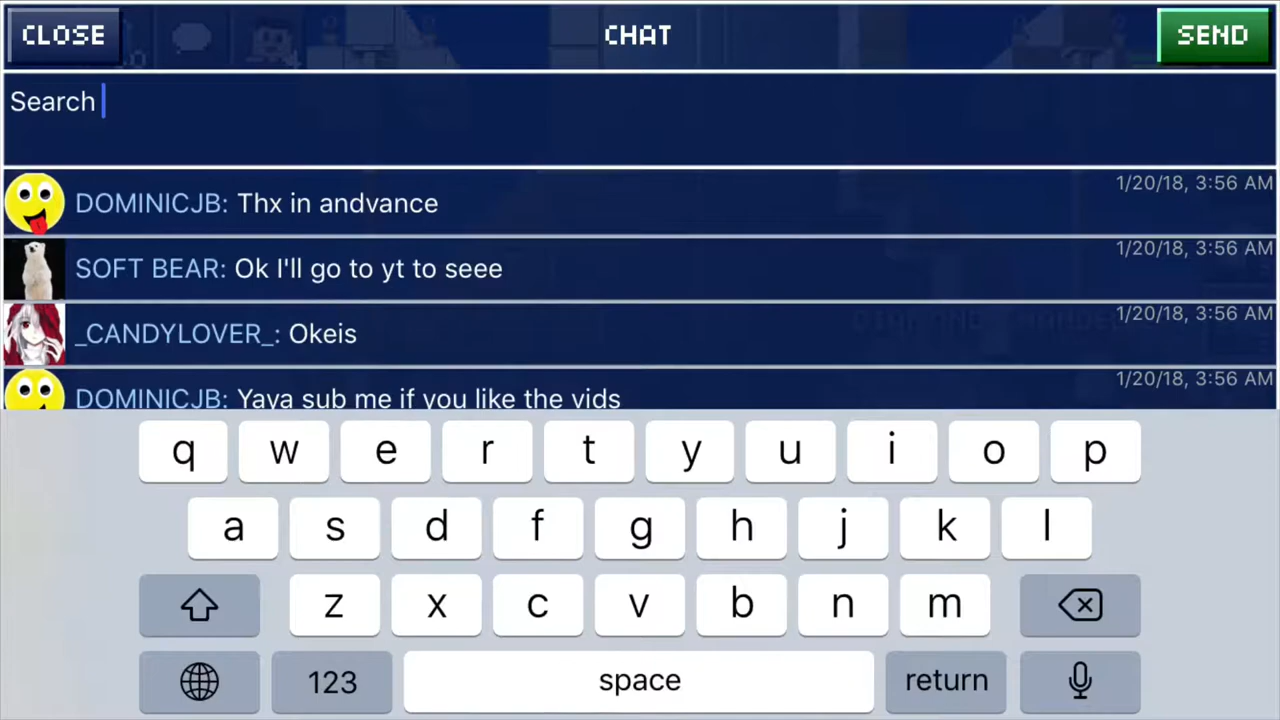 CLOSE
CHAT
SEND
Search
1/20/18, 3:56 AM
DOMINICJB: Thx in andvance
1/20/18, 3:56 AM
SOFT BEAR: Ok I'll go to yt to seee
1/20/18, 3:56 AM
_CANDYLOVER_: Okeis
1/20/18, 3:56 AM
DOMINICJB: Yaya sub me if you like the vids
q w e r t y u i o p
a s d f g h j k l
z x c v b n m
123 space return